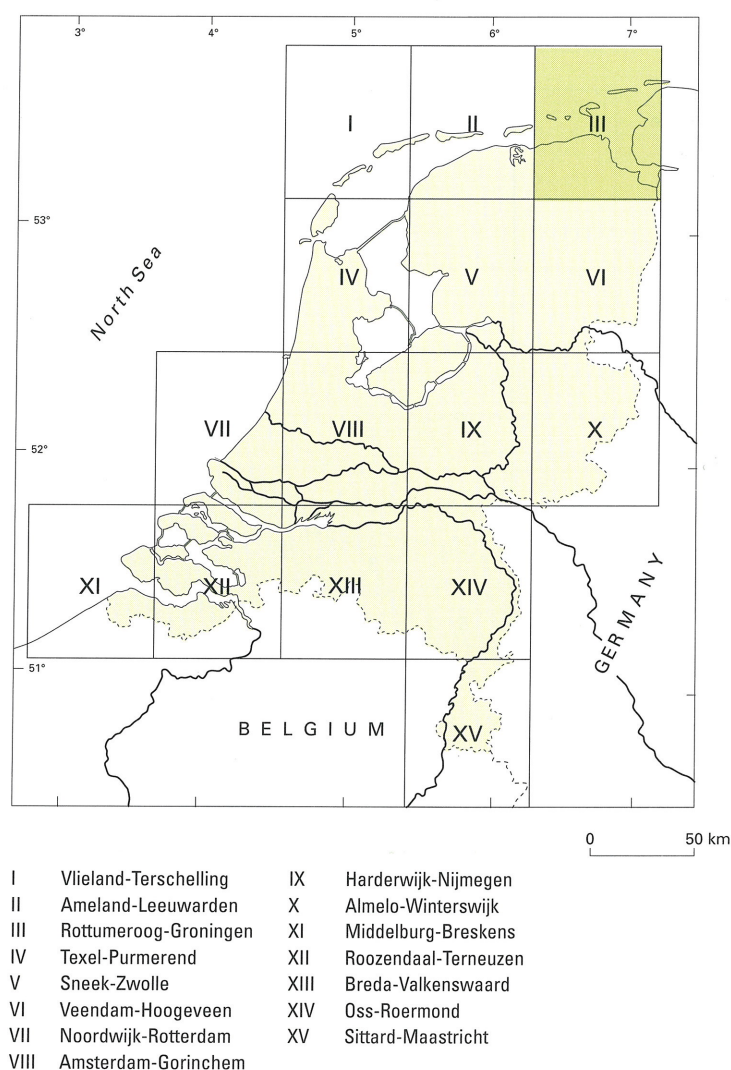 3° 4° 5° 6° 7°
I II III
53°
North Sea
IV V VI
52°
VII VIII IX X
XI XII XIII XIV
GERMANY
51°
BELGIUM
XV
0 50 km
I Vlieland-Terschelling
II Ameland-Leeuwarden
III Rottumeroog-Groningen
IV Texel-Purmerend
V Sneek-Zwolle
VI Veendam-Hoogeveen
VII Noordwijk-Rotterdam
VIII Amsterdam-Gorinchem
IX Harderwijk-Nijmegen
X Almelo-Winterswijk
XI Middelburg-Breskens
XII Roozendaal-Terneuzen
XIII Breda-Valkenswaard
XIV Oss-Roermond
XV Sittard-Maastricht